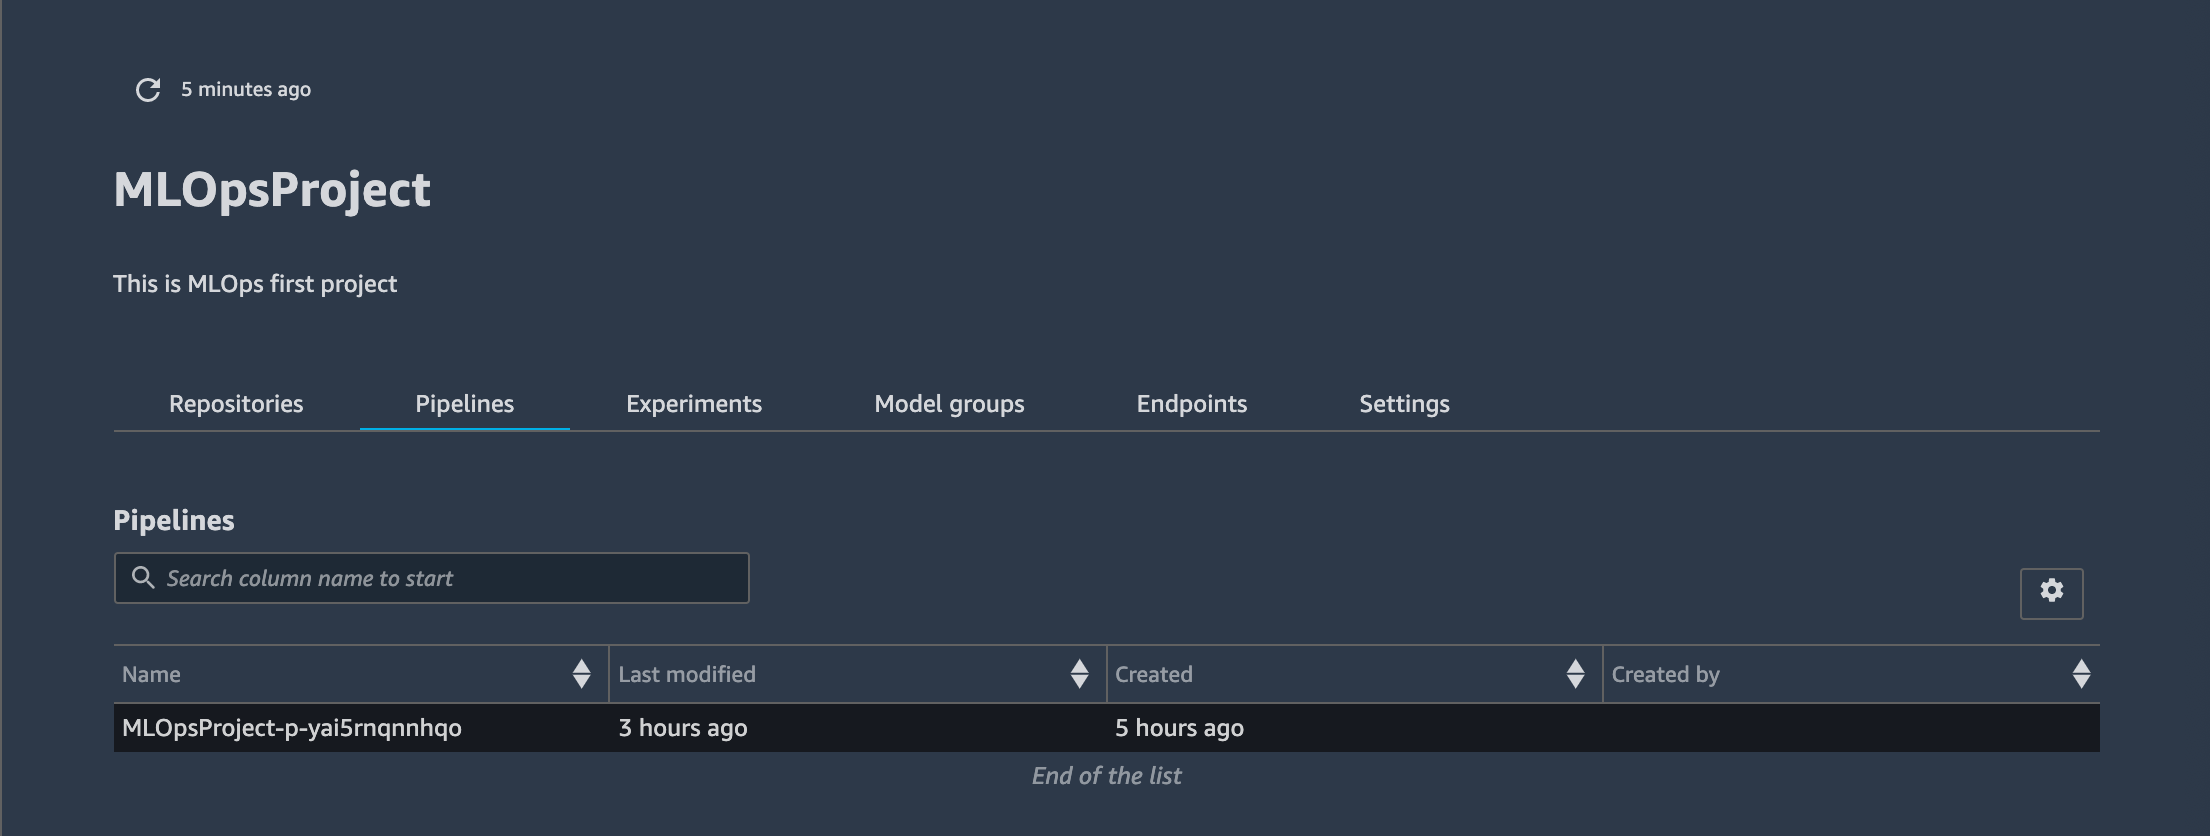 5 minutes ago
MLOpsProject
This is MLOps first project
Repositories Pipelines Experiments Model groups Endpoints Settings
Pipelines
Search column name to start
Name Last modified Created Created by
MLOpsProject-p-yai5rnqnnhqo 3 hours ago 5 hours ago
End of the list